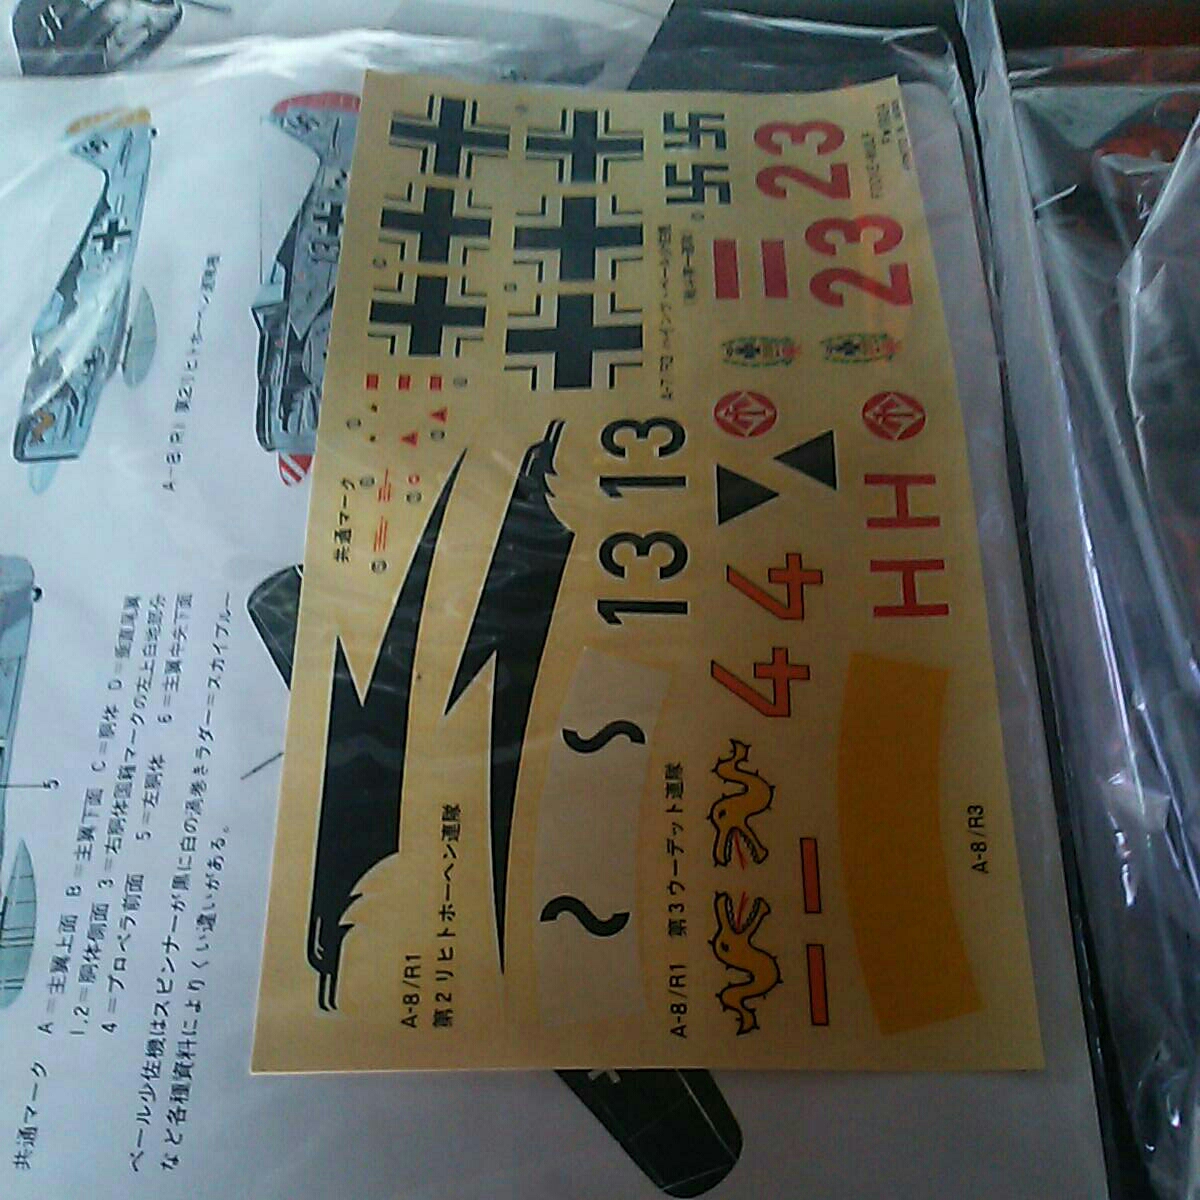 共通マーク A=主翼上面 B=主翼下面 C=胴体 D=垂直尾翼
1,2=胴体側面 3=右胴体国籍マークの左上白地部分
4=プロペラ前面 5=左胴体 6=主翼中央下面
ベール少佐機はスピンナーが黒に白の渦巻きラダー=スカイブルー
など各種資料によりくい違いがある。
5
共通マーク
A-8/R1
第2リヒトホーヘン連隊
A-8/R1 第3ウーデット連隊
A-8/R3
13 13
4 4
H H
23 23
FOCKE-WULF